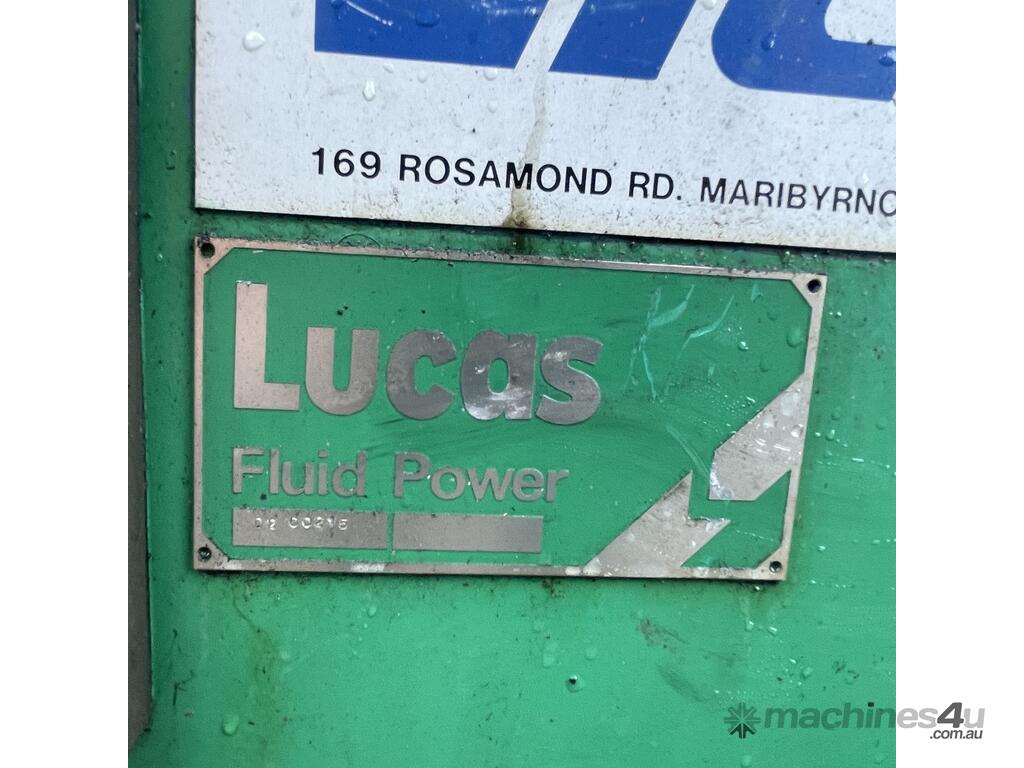 169 ROSAMOND RD. MARIBYRNO
Lucas
Fluid Power
machines4u
.com.au